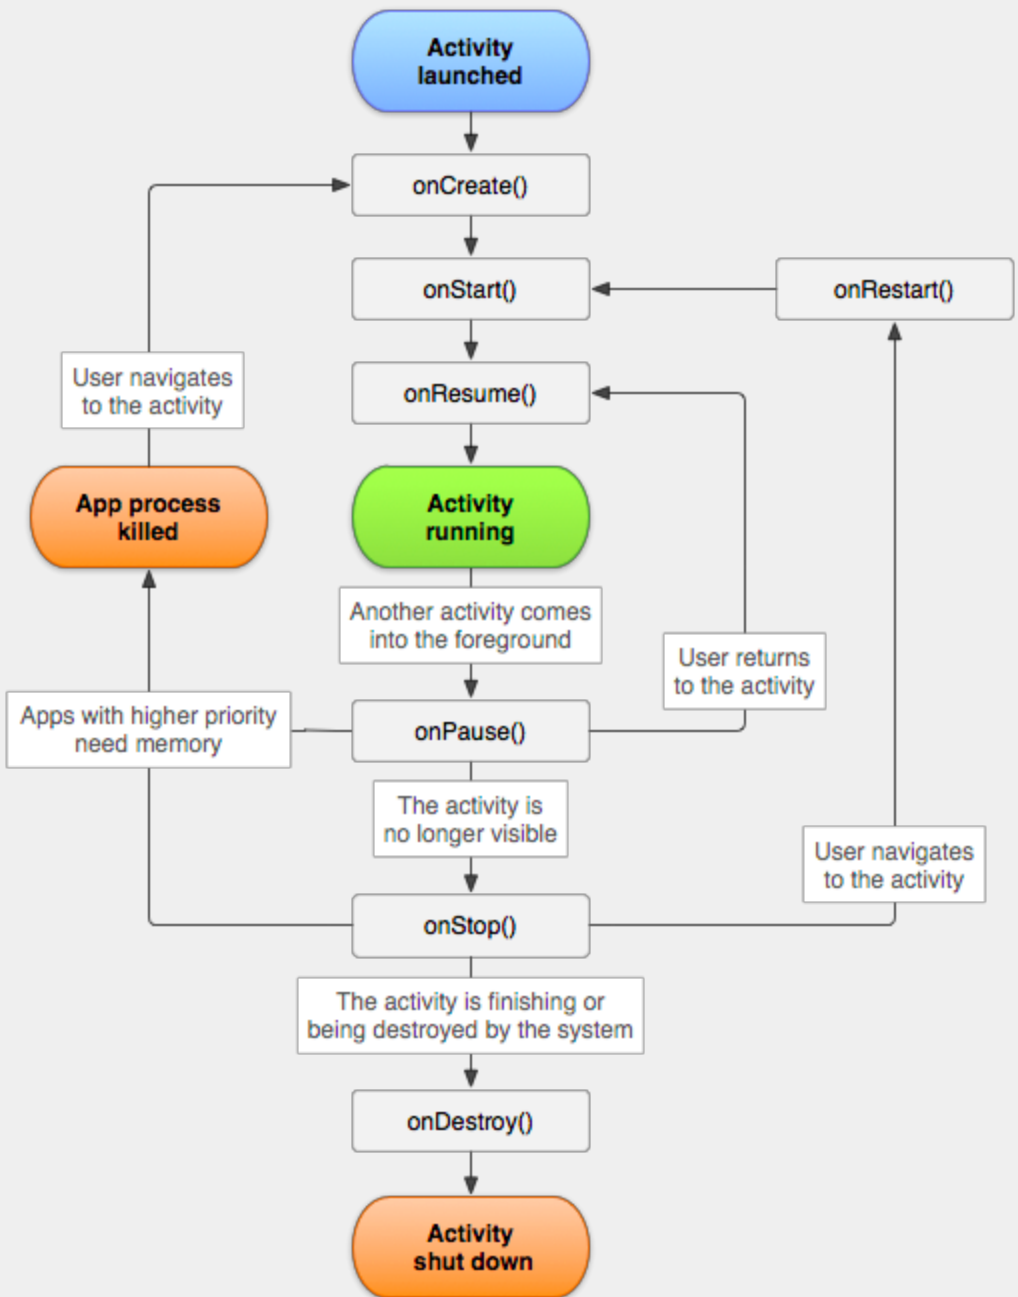 Activity
launched
onCreate()
onStart()
onRestart()
User navigates
to the activity
onResume()
App process
killed
Activity
running
Another activity comes
into the foreground
User returns
to the activity
Apps with higher priority
need memory
onPause()
The activity is
no longer visible
User navigates
to the activity
onStop()
The activity is finishing or
being destroyed by the system
onDestroy()
Activity
shut down